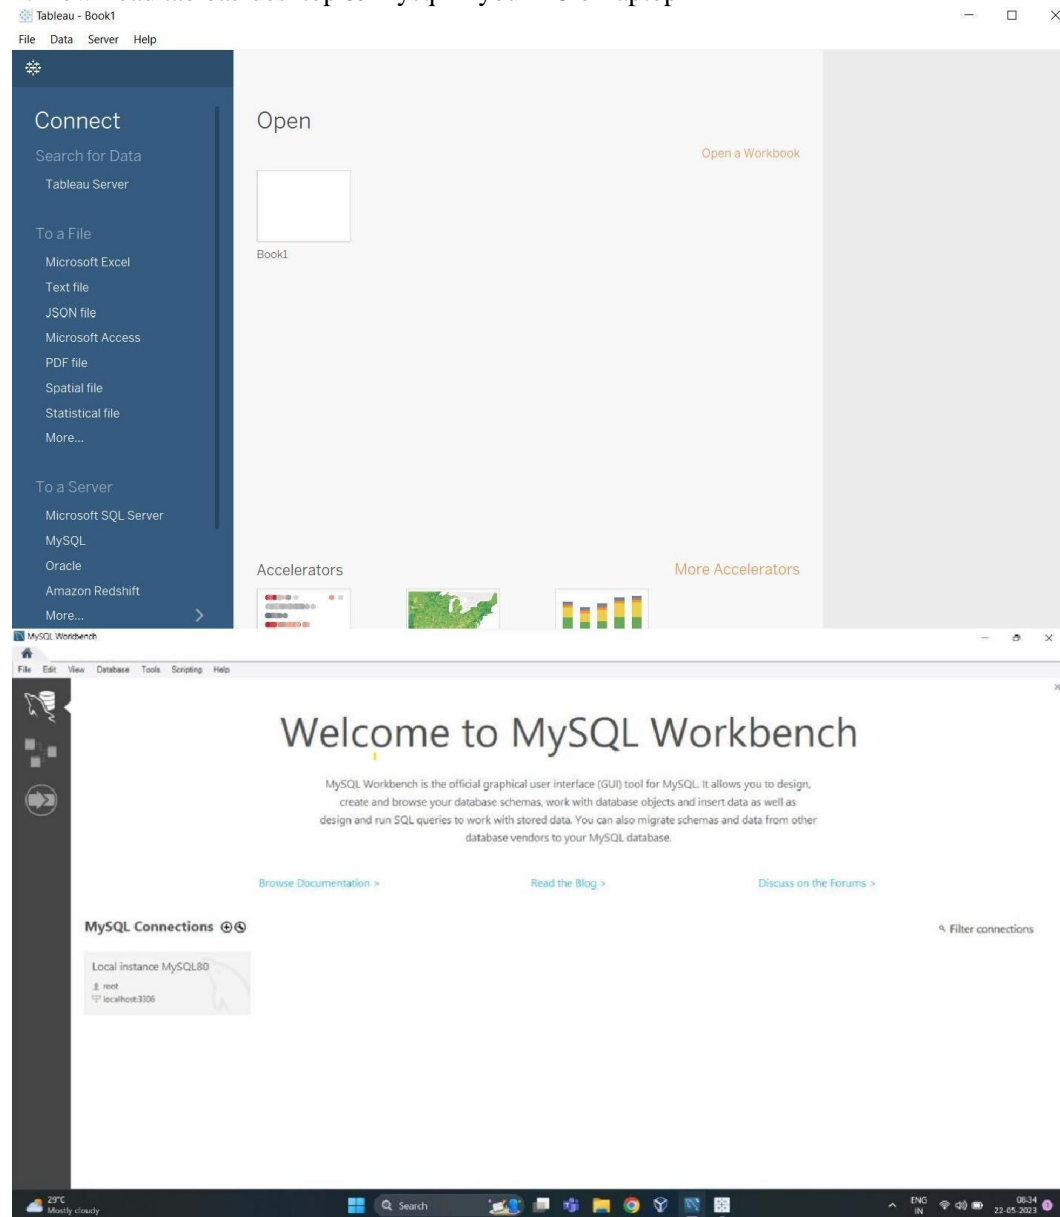 Tableau - Book1
File Data Server Help
Connect
Search for Data
Tableau Server
To a File
Microsoft Excel
Text file
JSON file
Microsoft Access
PDF file
Spatial file
Statistical file
More...
To a Server
Microsoft SQL Server
MySQL
Oracle
Amazon Redshift
More...
Open
Open a Workbook
Book1
Accelerators
More Accelerators
MySQL Workbench
File Edit View Database Tools Scripting Help
Welcome to MySQL Workbench
MySQL Workbench is the official graphical user interface (GUI) tool for MySQL. It allows you to design,
create and browse your database schemas, work with database objects and insert data as well as
design and run SQL queries to work with stored data. You can also migrate schemas and data from other
database vendors to your MySQL database.
Browse Documentation >
Read the Blog >
Discuss on the Forums >
MySQL Connections
Filter connections
Local instance MySQL80
root
localhost:3306
29°C
Mostly cloudy
Search
ENG
IN
08:34
22-05-2023